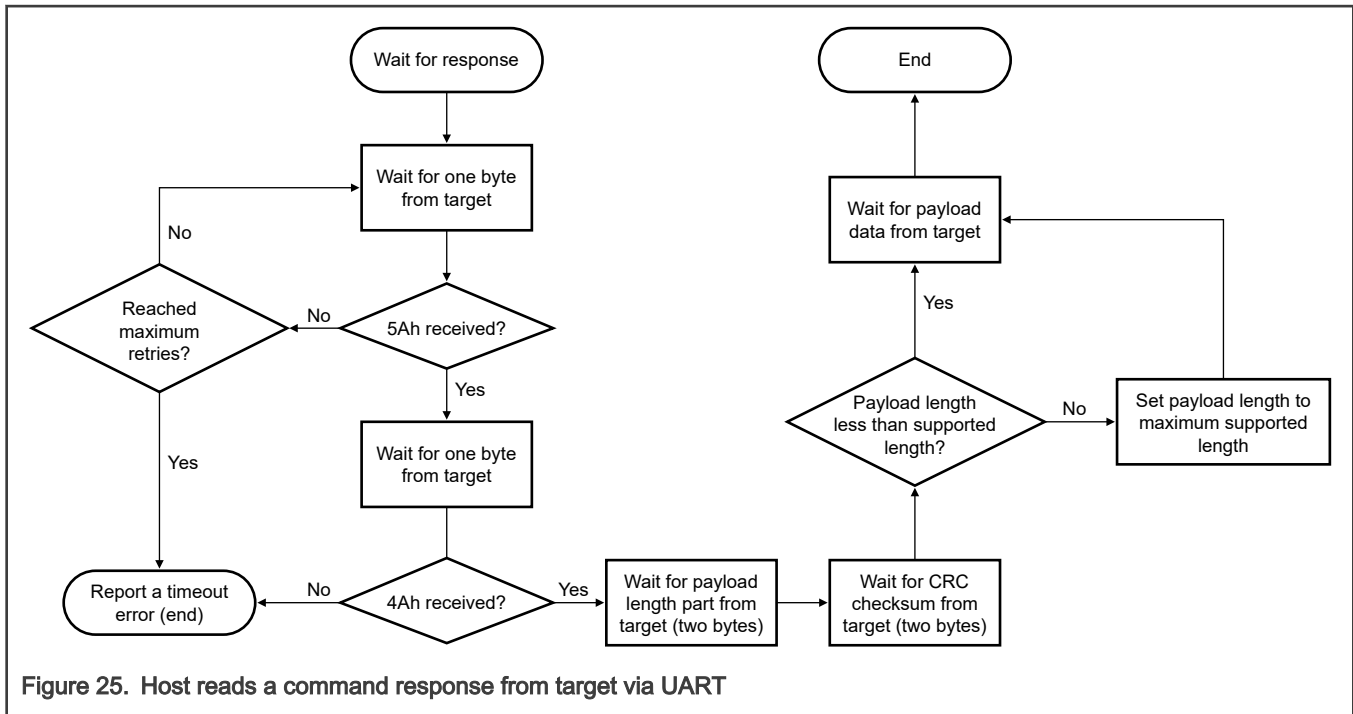 Wait for response
Wait for one byte
from target
No
Reached
maximum
retries?
No
5Ah received?
Yes
Yes
Wait for one byte
from target
Report a timeout
error (end)
No
4Ah received?
Yes
Wait for payload
length part from
target (two bytes)
Wait for CRC
checksum from
target (two bytes)
Payload length
less than supported
length?
No
Set payload length to
maximum supported
length
Yes
Wait for payload
data from target
End
Figure 25. Host reads a command response from target via UART